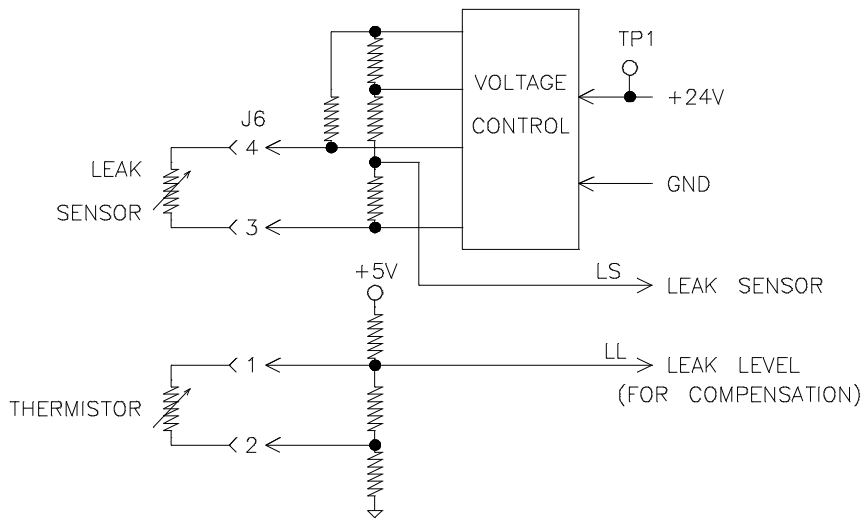 TP1
VOLTAGE
CONTROL
+24V
J6
4
LEAK
SENSOR
GND
3
+5V
LS
LEAK SENSOR
1
LL
LEAK LEVEL
(FOR COMPENSATION)
THERMISTOR
2